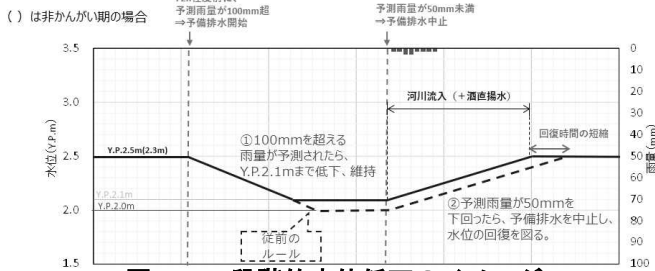 ( ) は非かんがい期の場合
予測雨量が100mm超
⇒予備排水開始
予測雨量が50mm未満
⇒予備排水中止
3.5
3.0
2.5
2.0
1.5
水位(Y.P.m)
0
10
20
30
40
50
60
70
80
90
100
雨量(mm)
河川流入（＋酒直揚水）
回復時間の短縮
Y.P.2.5m(2.3m)
①100mmを超える
雨量が予測されたら、
Y.P.2.1mまで低下、維持
Y.P.2.1m
Y.P.2.0m
②予測雨量が50mmを
下回ったら、予備排水を中止し、
水位の回復を図る。
従前の
ルール